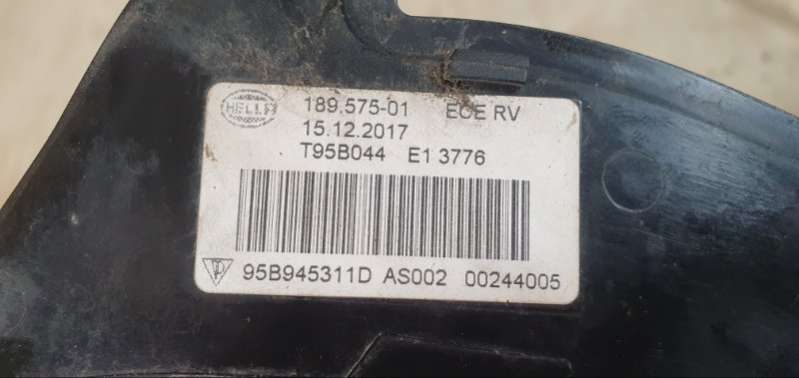 HELLA
189.575-01 ECE RV
15.12.2017
T95B044 E1 3776
95B945311D AS002 00244005